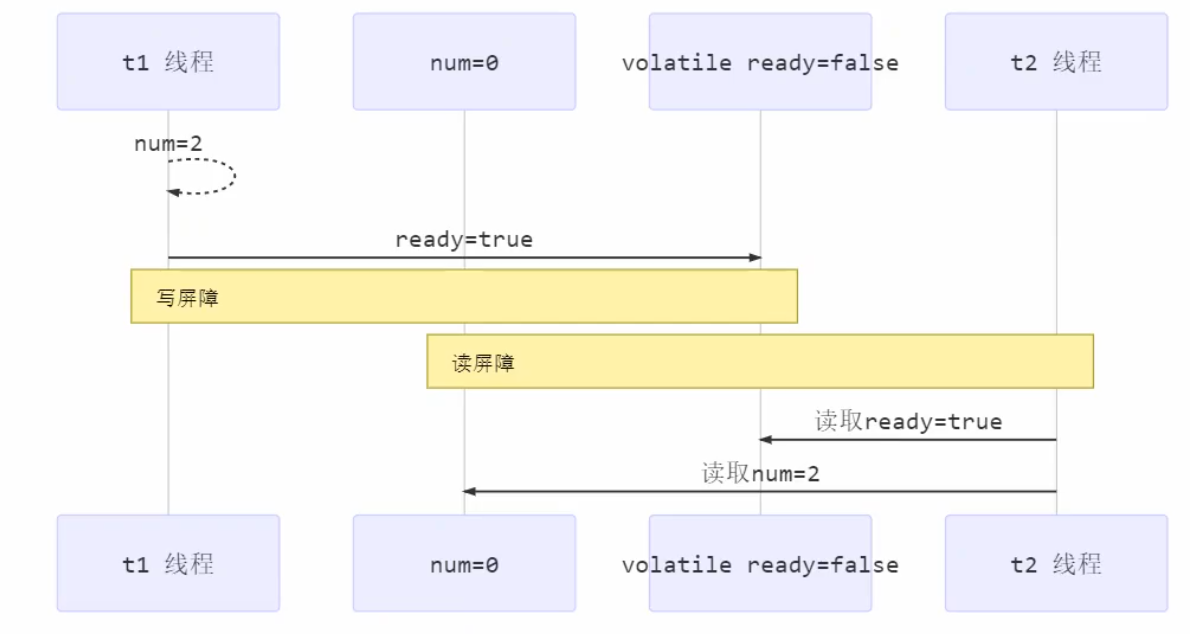 t1 线程
num=0
volatile ready=false
t2 线程
num=2
ready=true
写屏障
读屏障
读取ready=true
读取num=2
t1 线程
num=0
volatile ready=false
t2 线程